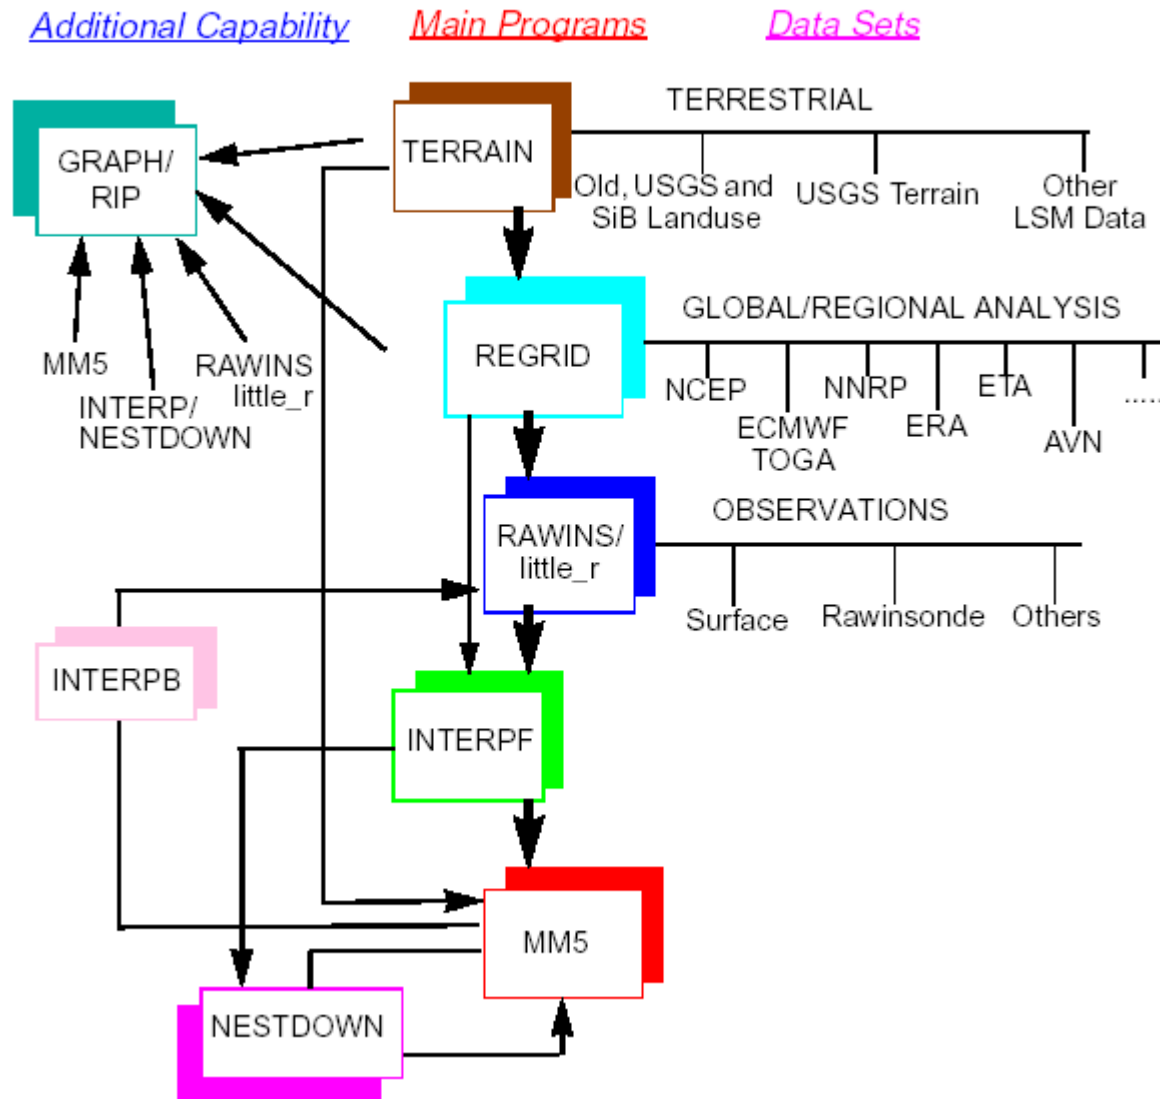 Additional Capability
Main Programs
Data Sets
TERRESTRIAL
TERRAIN
GRAPH/
RIP
Old, USGS and
SiB Landuse
USGS Terrain
Other
LSM Data
GLOBAL/REGIONAL ANALYSIS
REGRID
MM5
INTERP/
NESTDOWN
RAWINS
little_r
NCEP
ECMWF
TOGA
NNRP
ERA
ETA
AVN
.....
OBSERVATIONS
RAWINS/
little_r
Surface
Rawinsonde
Others
INTERPB
INTERPF
MM5
NESTDOWN